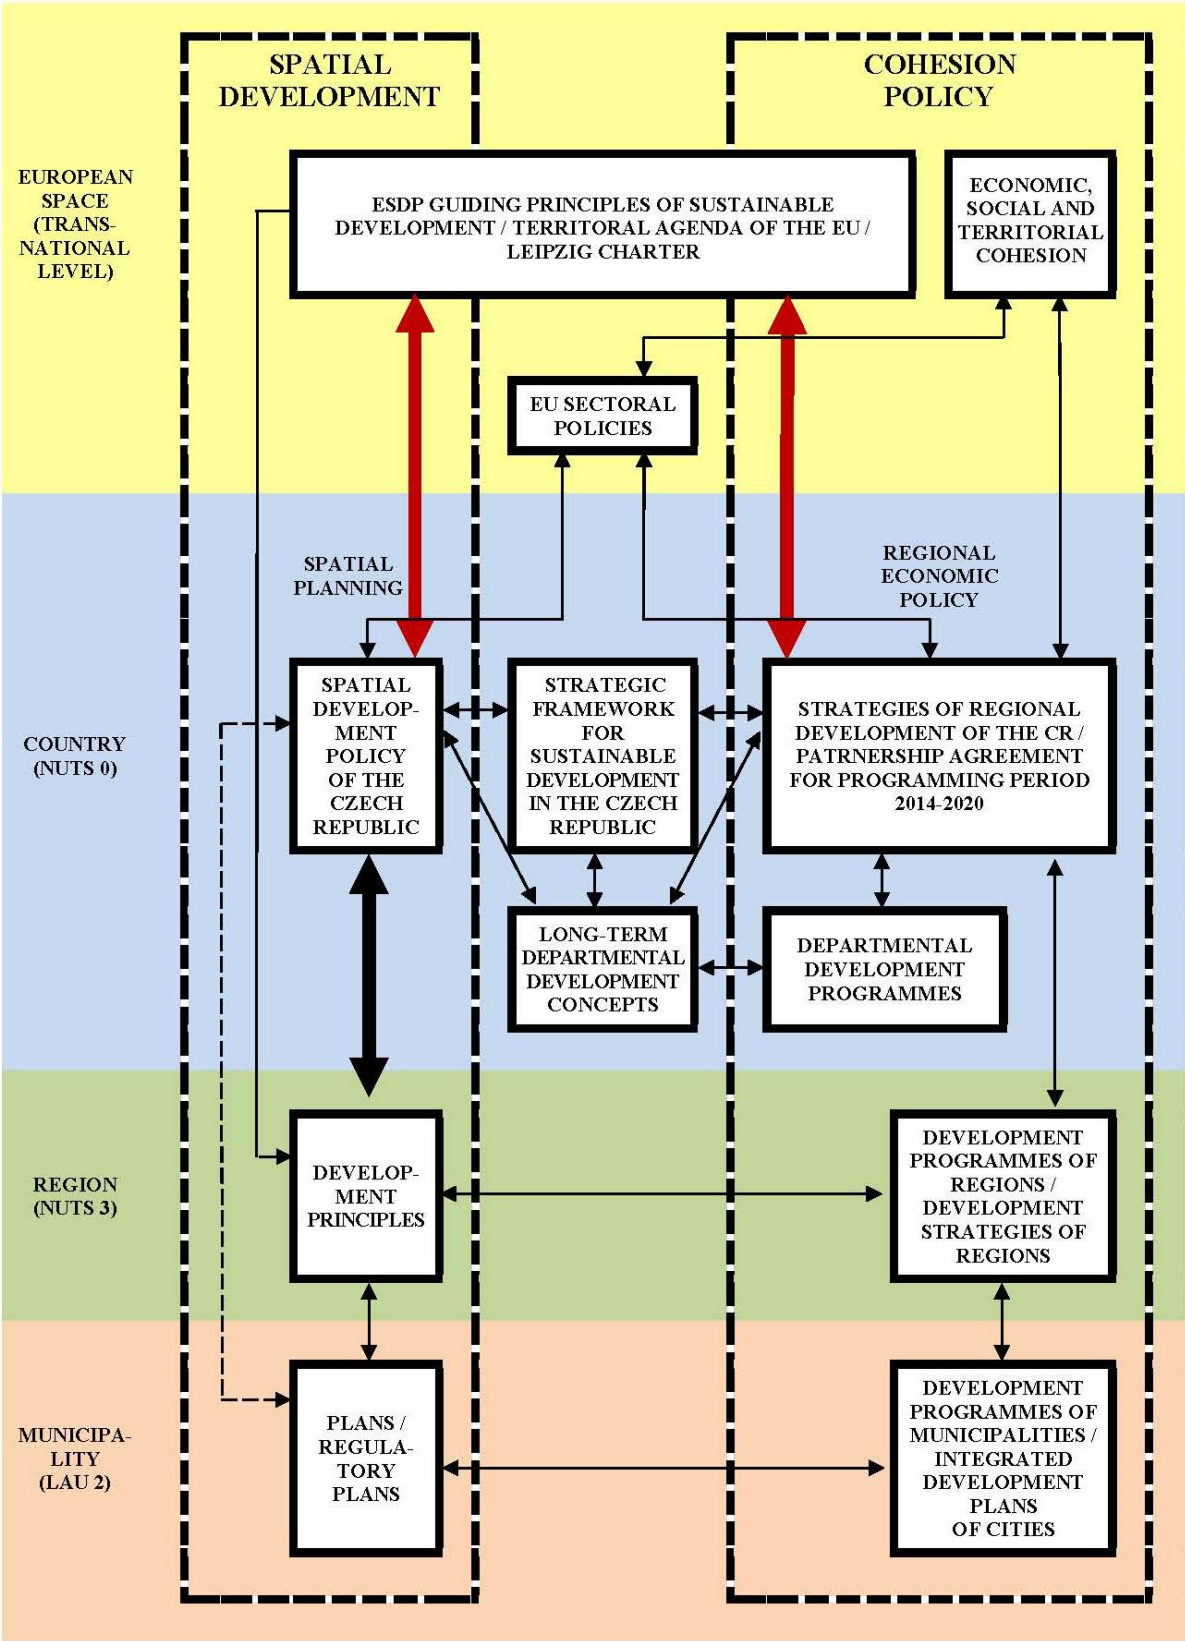 SPATIAL
DEVELOPMENT
COHESION
POLICY
EUROPEAN
SPACE
(TRANS-
NATIONAL
LEVEL)
ESDP GUIDING PRINCIPLES OF SUSTAINABLE
DEVELOPMENT / TERRITORAL AGENDA OF THE EU /
LEIPZIG CHARTER
ECONOMIC,
SOCIAL AND
TERRITORIAL
COHESION
EU SECTORAL
POLICIES
SPATIAL
PLANNING
REGIONAL
ECONOMIC
POLICY
COUNTRY
(NUTS 0)
SPATIAL
DEVELOP-
MENT
POLICY
OF THE
CZECH
REPUBLIC
STRATEGIC
FRAMEWORK
FOR
SUSTAINABLE
DEVELOPMENT
IN THE CZECH
REPUBLIC
STRATEGIES OF REGIONAL
DEVELOPMENT OF THE CR /
PATRNERSHIP AGREEMENT
FOR PROGRAMMING PERIOD
2014-2020
LONG-TERM
DEPARTMENTAL
DEVELOPMENT
CONCEPTS
DEPARTMENTAL
DEVELOPMENT
PROGRAMMES
REGION
(NUTS 3)
DEVELOP-
MENT
PRINCIPLES
DEVELOPMENT
PROGRAMMES OF
REGIONS /
DEVELOPMENT
STRATEGIES OF
REGIONS
MUNICIPA-
LITY
(LAU 2)
PLANS /
REGULA-
TORY
PLANS
DEVELOPMENT
PROGRAMMES OF
MUNICIPALITIES /
INTEGRATED
DEVELOPMENT
PLANS
OF CITIES